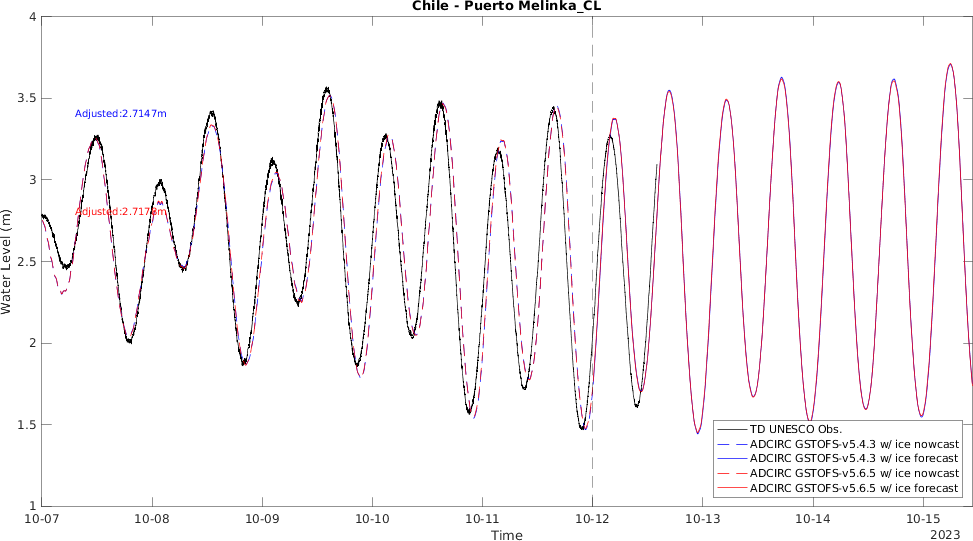 Chile - Puerto Melinka_CL
4
3.5
3
2.5
2
1.5
1
Water Level (m)
Adjusted:2.7147m
Adjusted:2.7178m
TD UNESCO Obs.
ADCIRC GSTOFS-v5.4.3 w/ ice nowcast
ADCIRC GSTOFS-v5.4.3 w/ ice forecast
ADCIRC GSTOFS-v5.6.5 w/ ice nowcast
ADCIRC GSTOFS-v5.6.5 w/ ice forecast
10-07 10-08 10-09 10-10 10-11 10-12 10-13 10-14 10-15
Time
2023